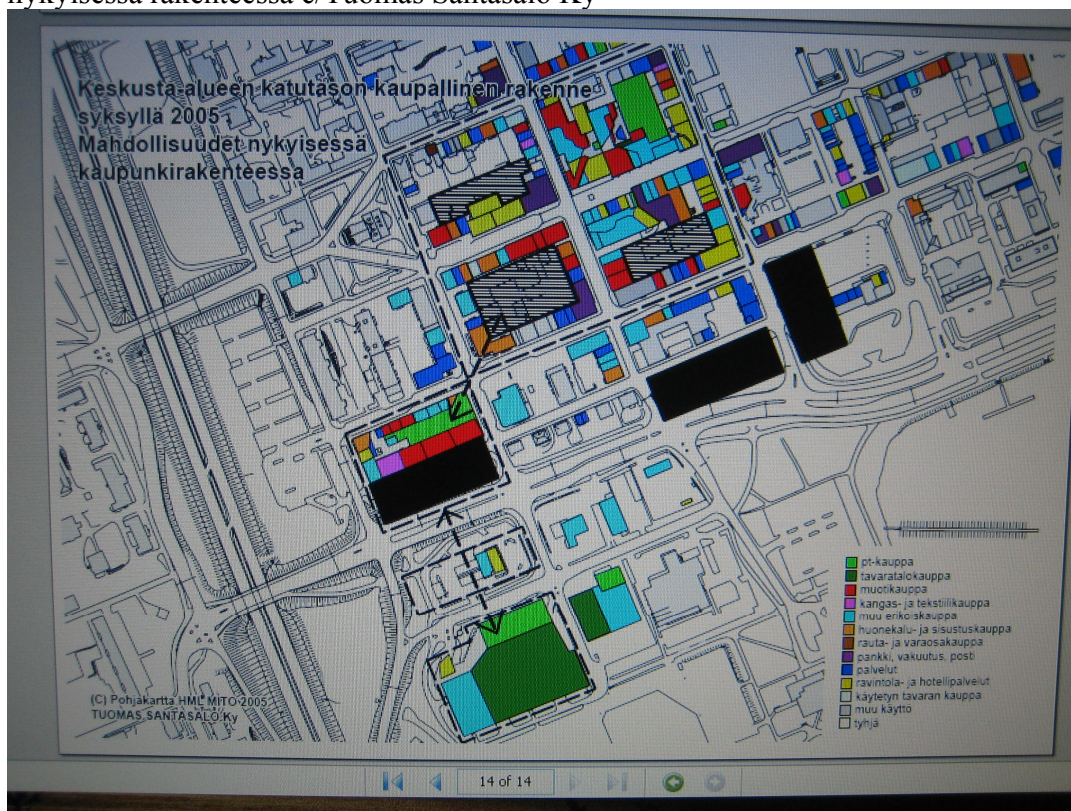 nykyisessä rakenteessa c/Tuomas Santasalo Ky
Keskusta-alueen katutason kaupallinen rakenne
syksyllä 2005
Mahdollisuudet nykyisessä
kaupunkirakenteessa
pt-kauppa
tavaratalokauppa
muotikauppa
kangas- ja tekstiilikauppa
muu erikoiskauppa
huonekalu- ja sisustuskauppa
rauta- ja varaosakauppa
pankki, vakuutus, posti
palvelut
ravintola- ja hotellipalvelut
käytetyn tavaran kauppa
muu käyttö
tyhjä
(C) Pohjakartta HML MITO 2005
TUOMAS SANTASALO Ky
14 of 14